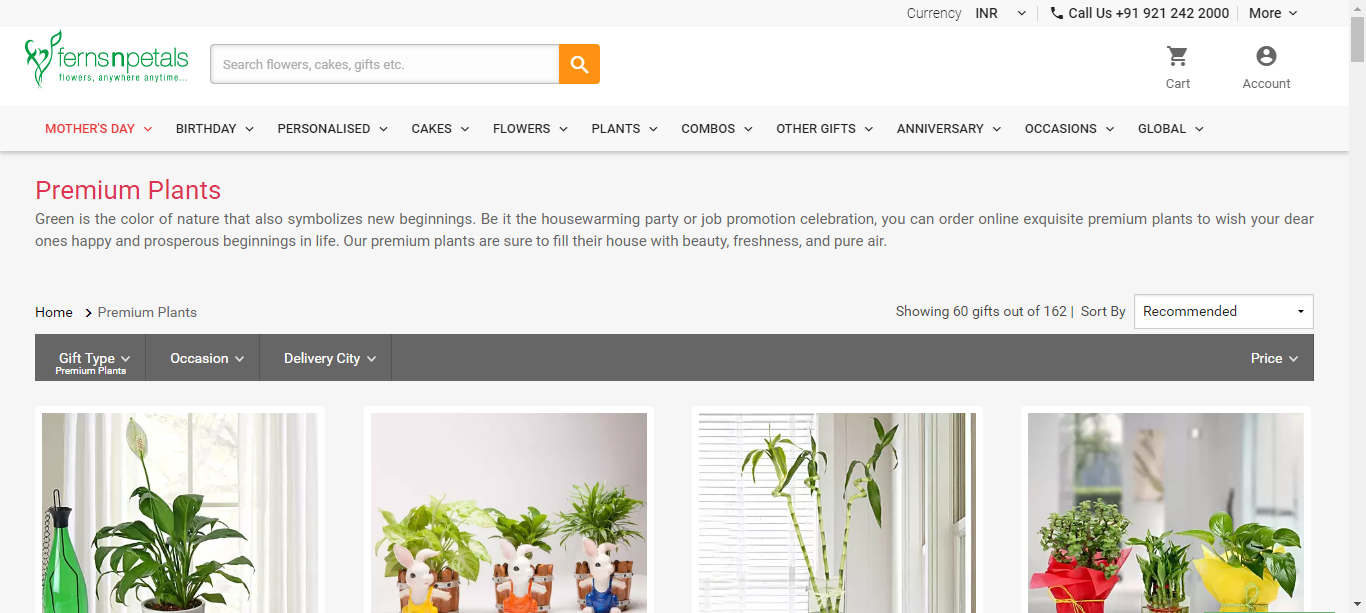 Currency INR Call Us +91 921 242 2000 More
fernsnpetals
flowers, anywhere anytime...
Search flowers, cakes, gifts etc.
Cart
Account
MOTHER'S DAY BIRTHDAY PERSONALISED CAKES FLOWERS PLANTS COMBOS OTHER GIFTS ANNIVERSARY OCCASIONS GLOBAL
Premium Plants
Green is the color of nature that also symbolizes new beginnings. Be it the housewarming party or job promotion celebration, you can order online exquisite premium plants to wish your dear
ones happy and prosperous beginnings in life. Our premium plants are sure to fill their house with beauty, freshness, and pure air.
Home Premium Plants
Showing 60 gifts out of 162 | Sort By Recommended
Gift Type Occasion Delivery City Price
Premium Plants